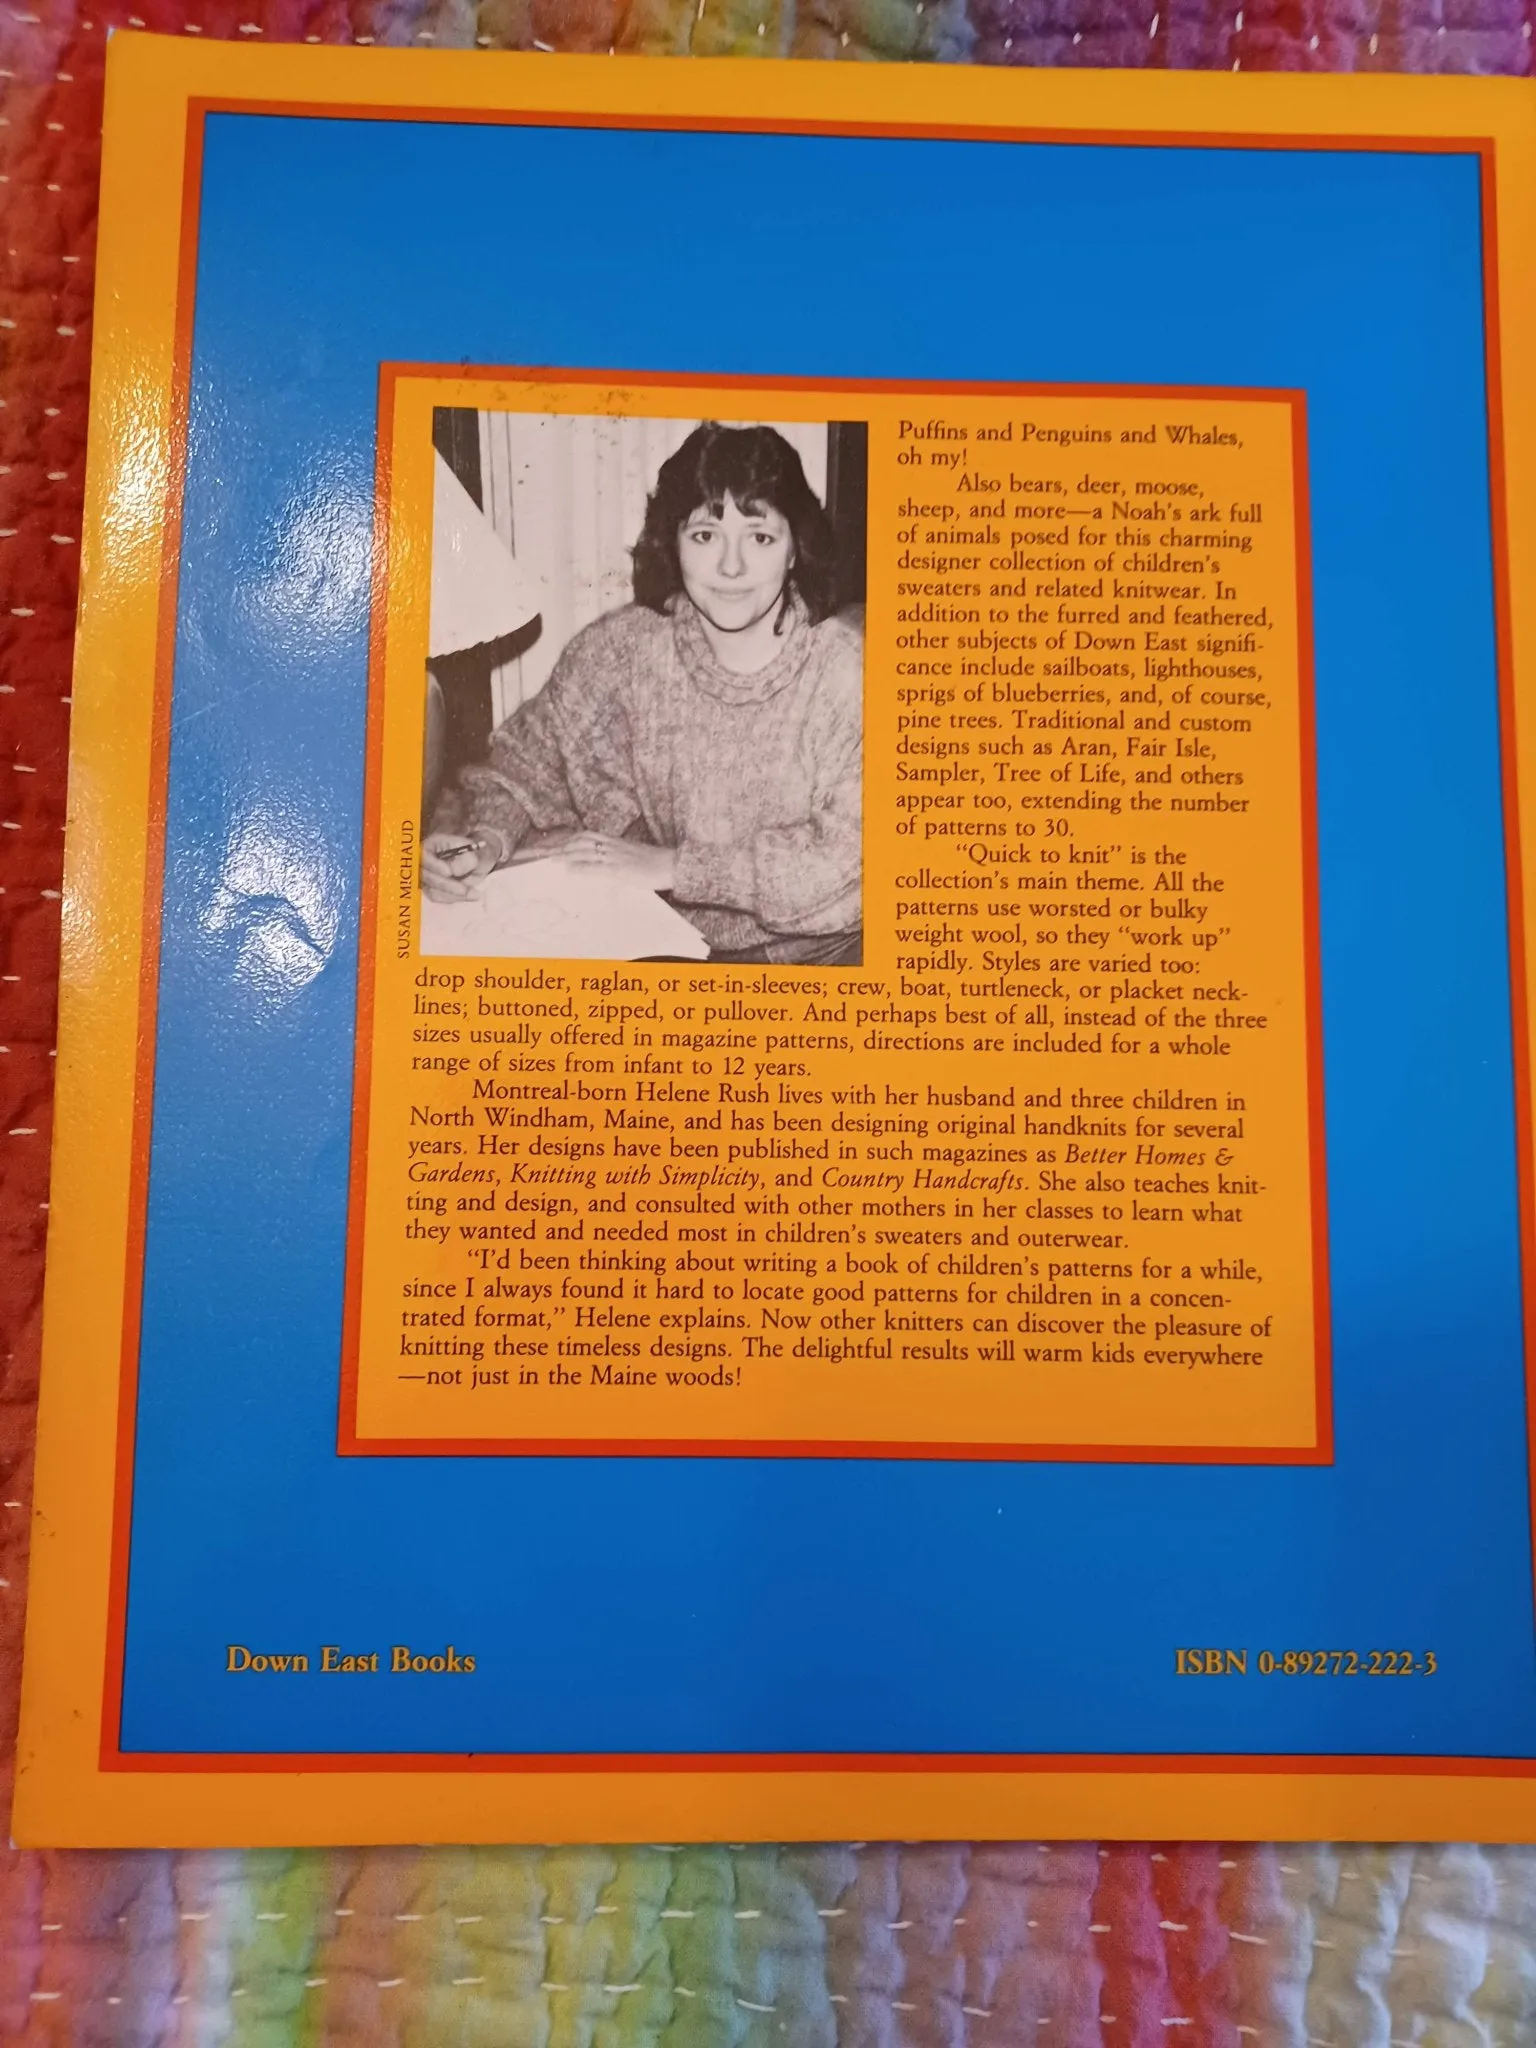 SUSAN MICHAUD
Puffins and Penguins and Whales,
oh my!
Also bears, deer, moose,
sheep, and more—a Noah's ark full
of animals posed for this charming
designer collection of children's
sweaters and related knitwear. In
addition to the furred and feathered,
other subjects of Down East signifi-
cance include sailboats, lighthouses,
sprigs of blueberries, and, of course,
pine trees. Traditional and custom
designs such as Aran, Fair Isle,
Sampler, Tree of Life, and others
appear too, extending the number
of patterns to 30.
"Quick to knit" is the
collection's main theme. All the
patterns use worsted or bulky
weight wool, so they "work up"
rapidly. Styles are varied too:
drop shoulder, raglan, or set-in-sleeves; crew, boat, turtleneck, or placket neck-
lines; buttoned, zipped, or pullover. And perhaps best of all, instead of the three
sizes usually offered in magazine patterns, directions are included for a whole
range of sizes from infant to 12 years.
Montreal-born Helene Rush lives with her husband and three children in
North Windham, Maine, and has been designing original handknits for several
years. Her designs have been published in such magazines as Better Homes &
Gardens, Knitting with Simplicity, and Country Handcrafts. She also teaches knit-
ting and design, and consulted with other mothers in her classes to learn what
they wanted and needed most in children's sweaters and outerwear.
"I'd been thinking about writing a book of children's patterns for a while,
since I always found it hard to locate good patterns for children in a concen-
trated format," Helene explains. Now other knitters can discover the pleasure of
knitting these timeless designs. The delightful results will warm kids everywhere
—not just in the Maine woods!
Down East Books
ISBN 0-89272-222-3